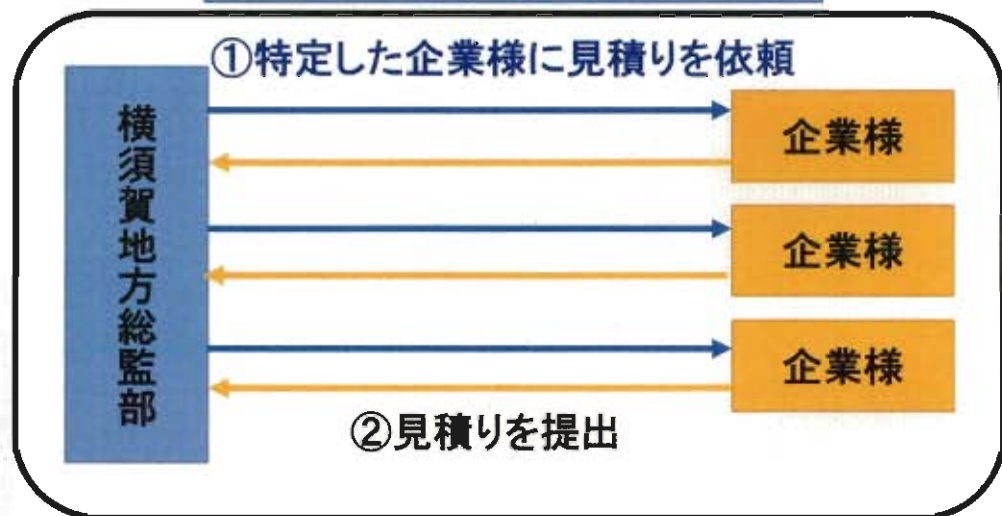 ①特定した企業様に見積りを依頼
横須賀地方総監部
企業様
企業様
企業様
②見積りを提出